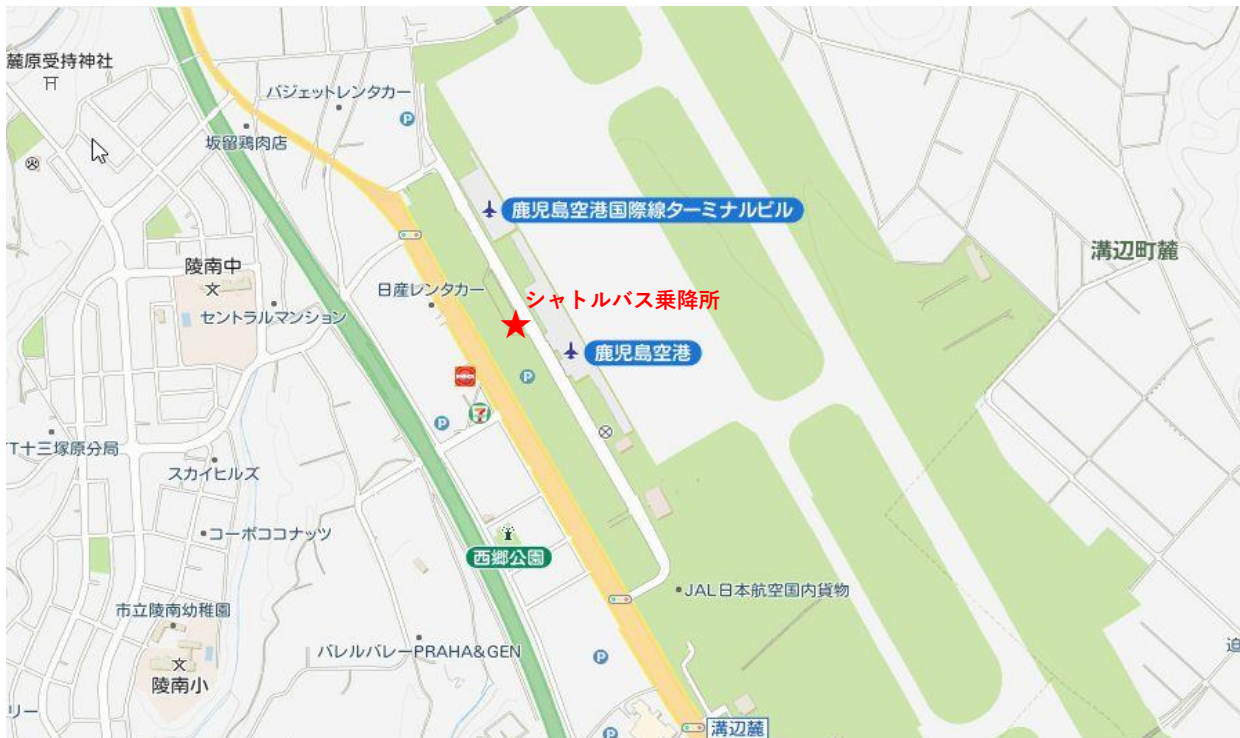 麓原受持神社
バジェットレンタカー
坂留鶏肉店
P
鹿児島空港国際線ターミナルビル
溝辺町麓
陵南中
日産レンタカー
シャトルバス乗降所
セントラルマンション
鹿児島空港
P
7
P
T十三塚原分局
スカイヒルズ
コーポココナッツ
西郷公園
JAL日本航空国内貨物
市立陵南幼稚園
バレルバレーPRAHA&GEN
P
迫
陵南小
リー
P
溝辺麓